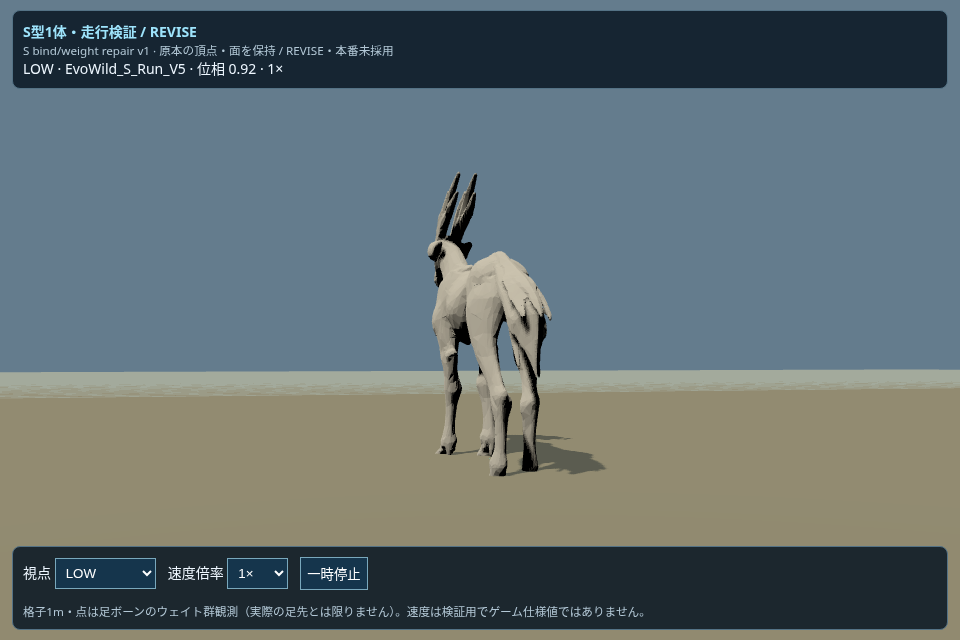 S型1体・走行検証 / REVISE
S bind/weight repair v1 · 原本の頂点・面を保持 / REVISE・本番未採用
LOW · EvoWild_S_Run_V5 · 位相 0.92 · 1×
視点 LOW 速度倍率 1× 一時停止
格子1m・点は足ボーンのウェイト群観測（実際の足先とは限りません）。速度は検証用でゲーム仕様値ではありません。